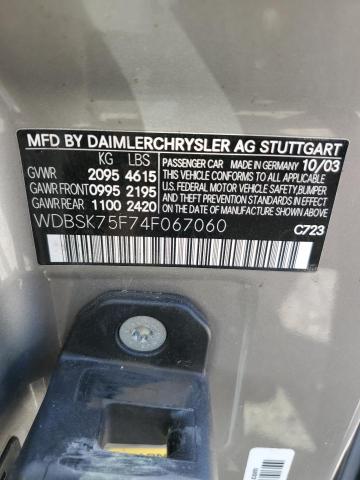 MFD BY DAIMLERCHRYSLER AG STUTTGART
KG LBS PASSENGER CAR MADE IN GERMANY 10/03
GVWR 2095 4615 THIS VEHICLE CONFORMS TO ALL APPLICABLE
GAWR FRONT 0995 2195 U.S. FEDERAL MOTOR VEHICLE SAFETY,BUMPER
GAWR REAR 1100 2420 AND THEFT PREVENTION STANDARDS IN EFFECT
WDBSK75F74F067060 ON THE DATE OF MANUFACTURE SHOWN ABOVE
C723